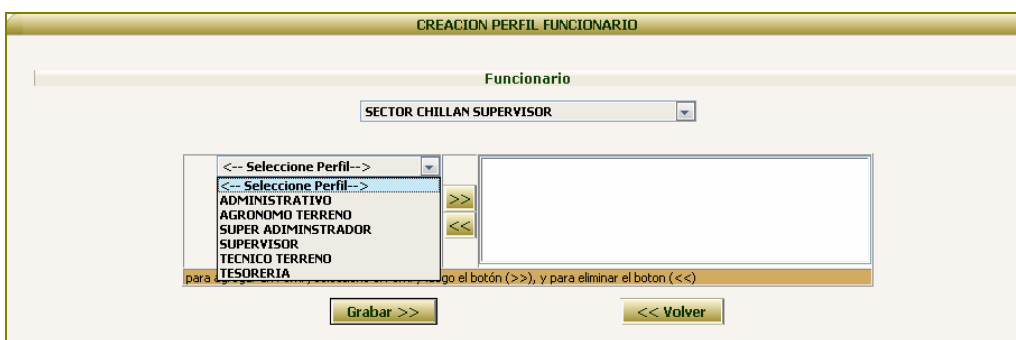 CREACION PERFIL FUNCIONARIO
Funcionario
SECTOR CHILLAN SUPERVISOR
<-- Seleccione Perfil-->
<-- Seleccione Perfil-->
ADMINISTRATIVO
AGRONOMO TERRENO
SUPER ADIMINSTRADOR
SUPERVISOR
TECNICO TERRENO
TESORERIA
>>
<<
para el botón (>>), y para eliminar el boton (<<)
Grabar >>
<< Volver